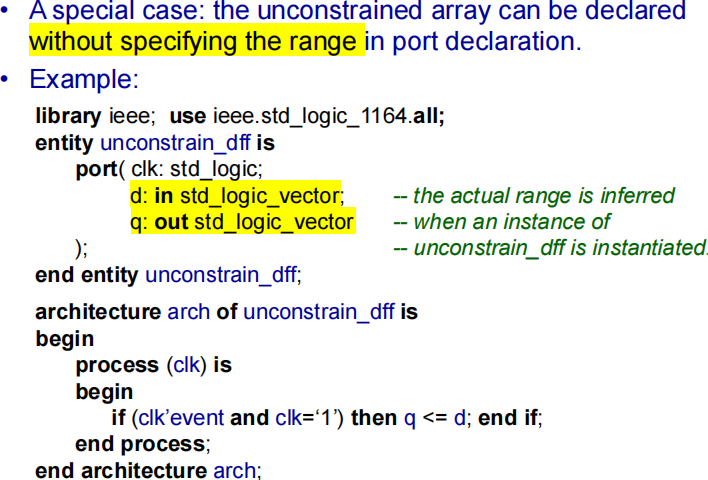 • A special case: the unconstrained array can be declared
without specifying the range in port declaration.
• Example:
library ieee; use ieee.std_logic_1164.all;
entity unconstrain_dff is
port( clk: std_logic;
d: in std_logic_vector; -- the actual range is inferred
q: out std_logic_vector -- when an instance of
); -- unconstrain_dff is instantiated.
end entity unconstrain_dff;
architecture arch of unconstrain_dff is
begin
process (clk) is
begin
if (clk’event and clk=‘1’) then q <= d; end if;
end process;
end architecture arch;